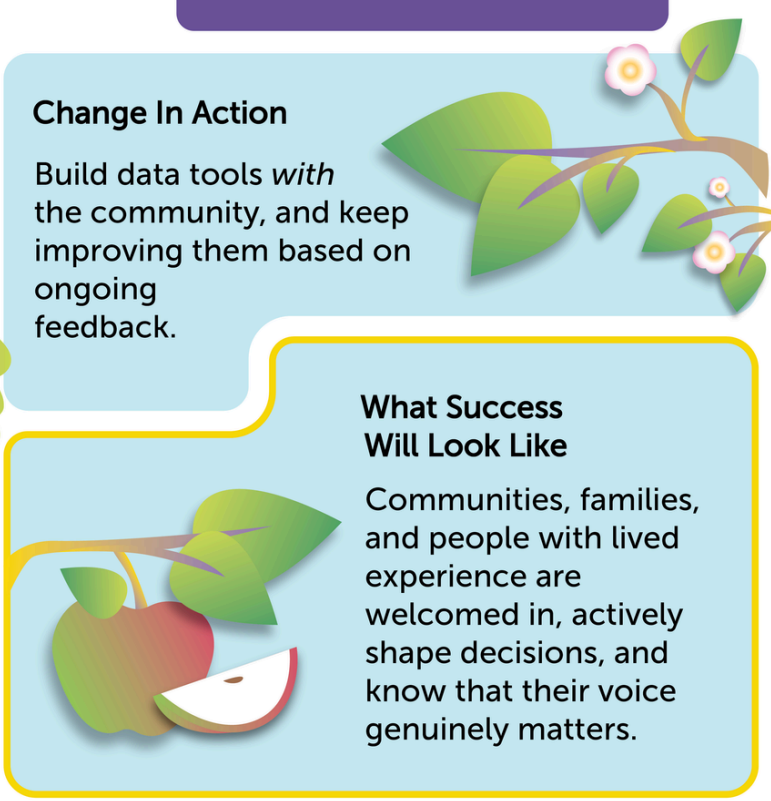 Change In Action
Build data tools with
the community, and keep
improving them based on
ongoing
feedback.
What Success
Will Look Like
Communities, families,
and people with lived
experience are
welcomed in, actively
shape decisions, and
know that their voice
genuinely matters.